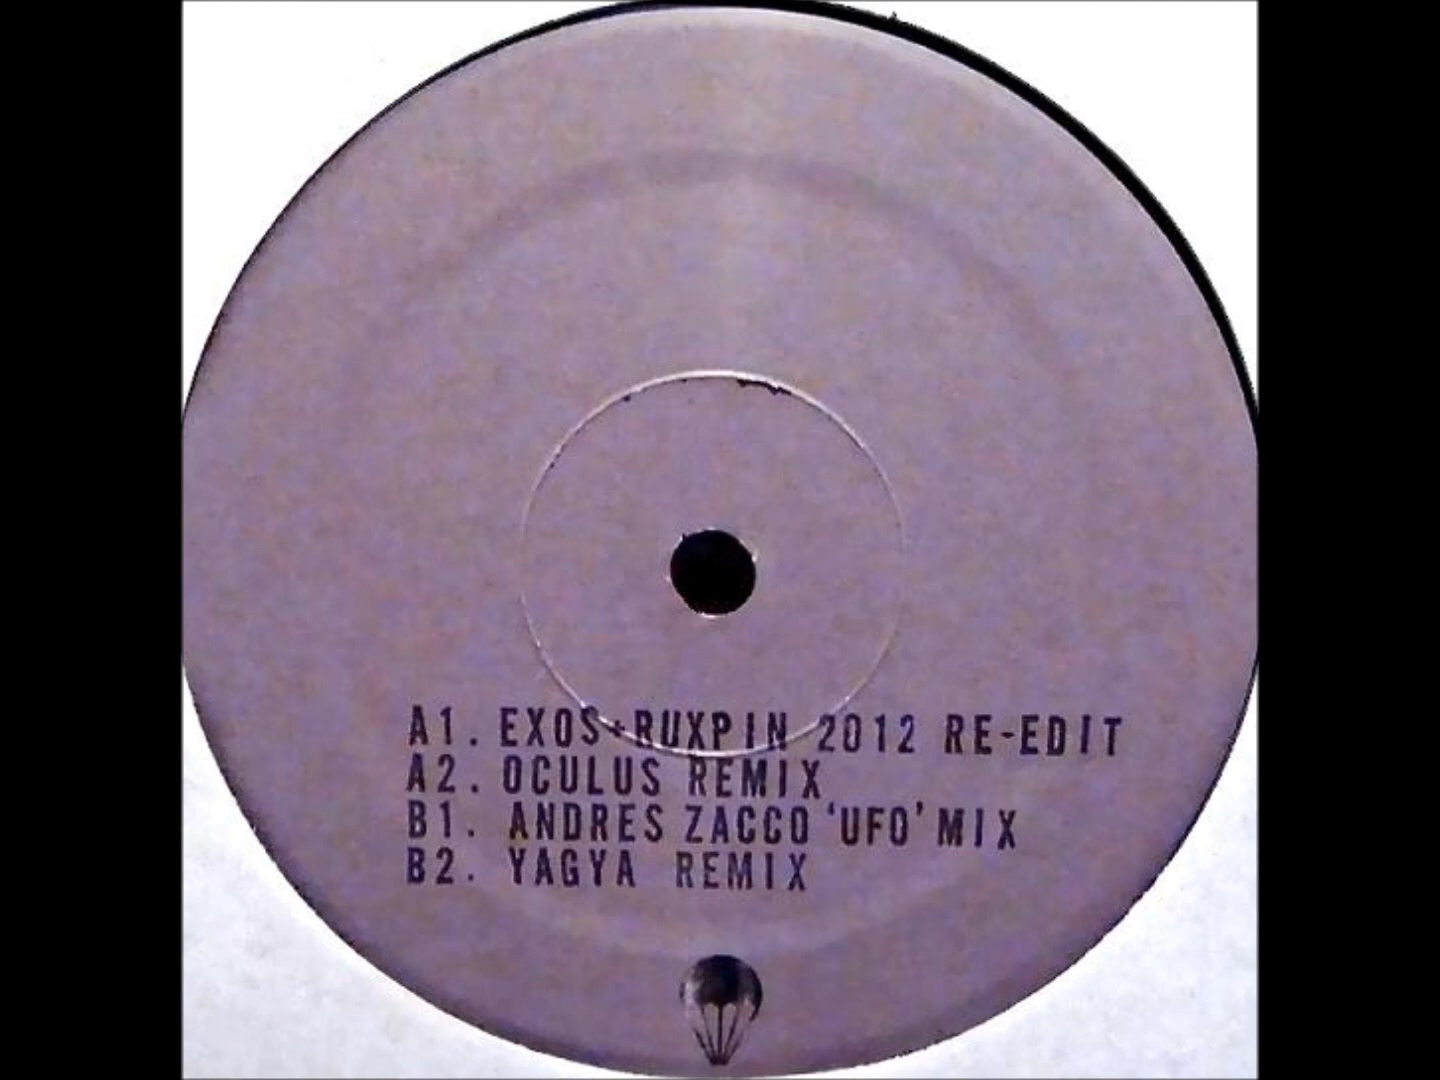 A1. EXOS+RUXPIN 2012 RE-EDIT
A2. OCULUS REMIX
B1. ANDRES ZACCO 'UFO' MIX
B2. YAGYA REMIX